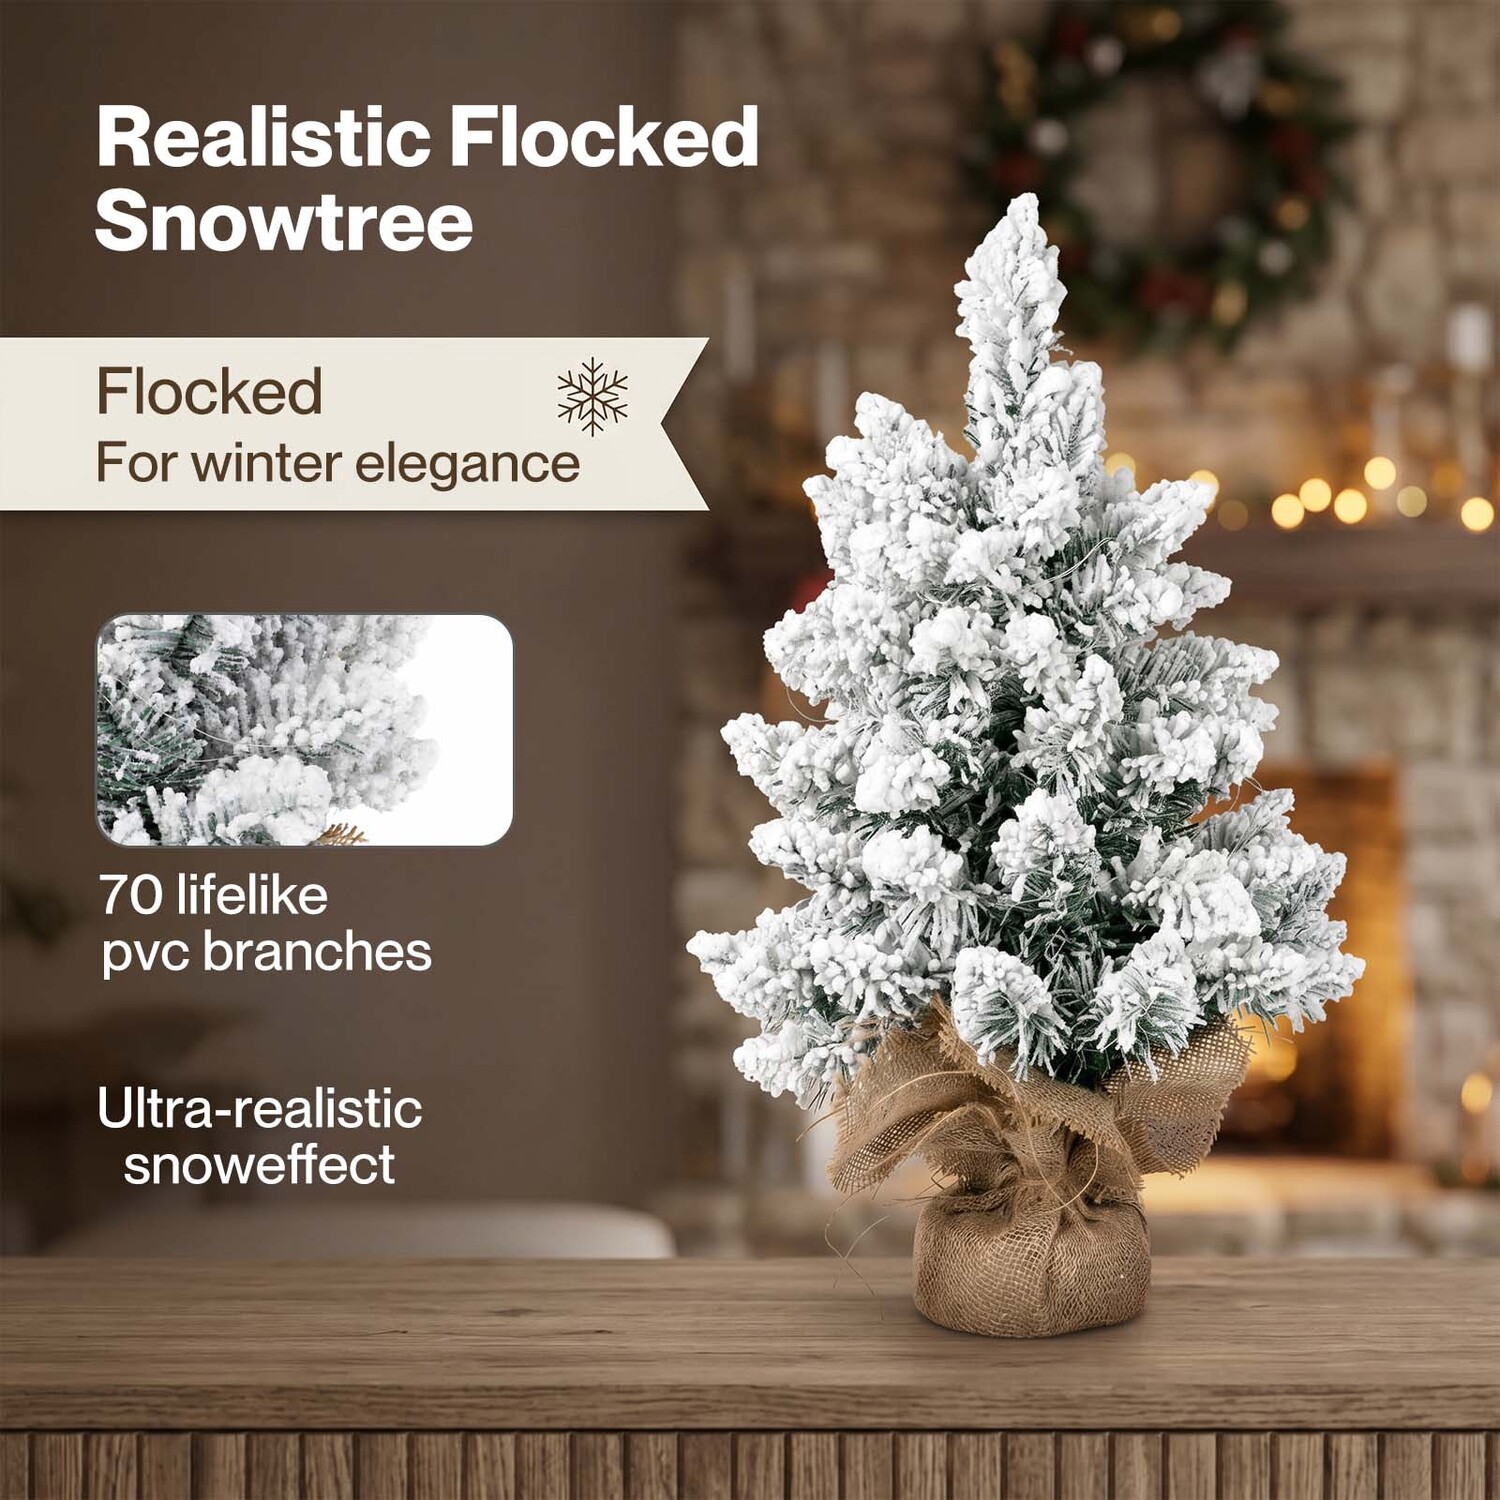 Realistic Flocked
Snowtree
Flocked
For winter elegance
70 lifelike
pvc branches
Ultra-realistic
snoweffect